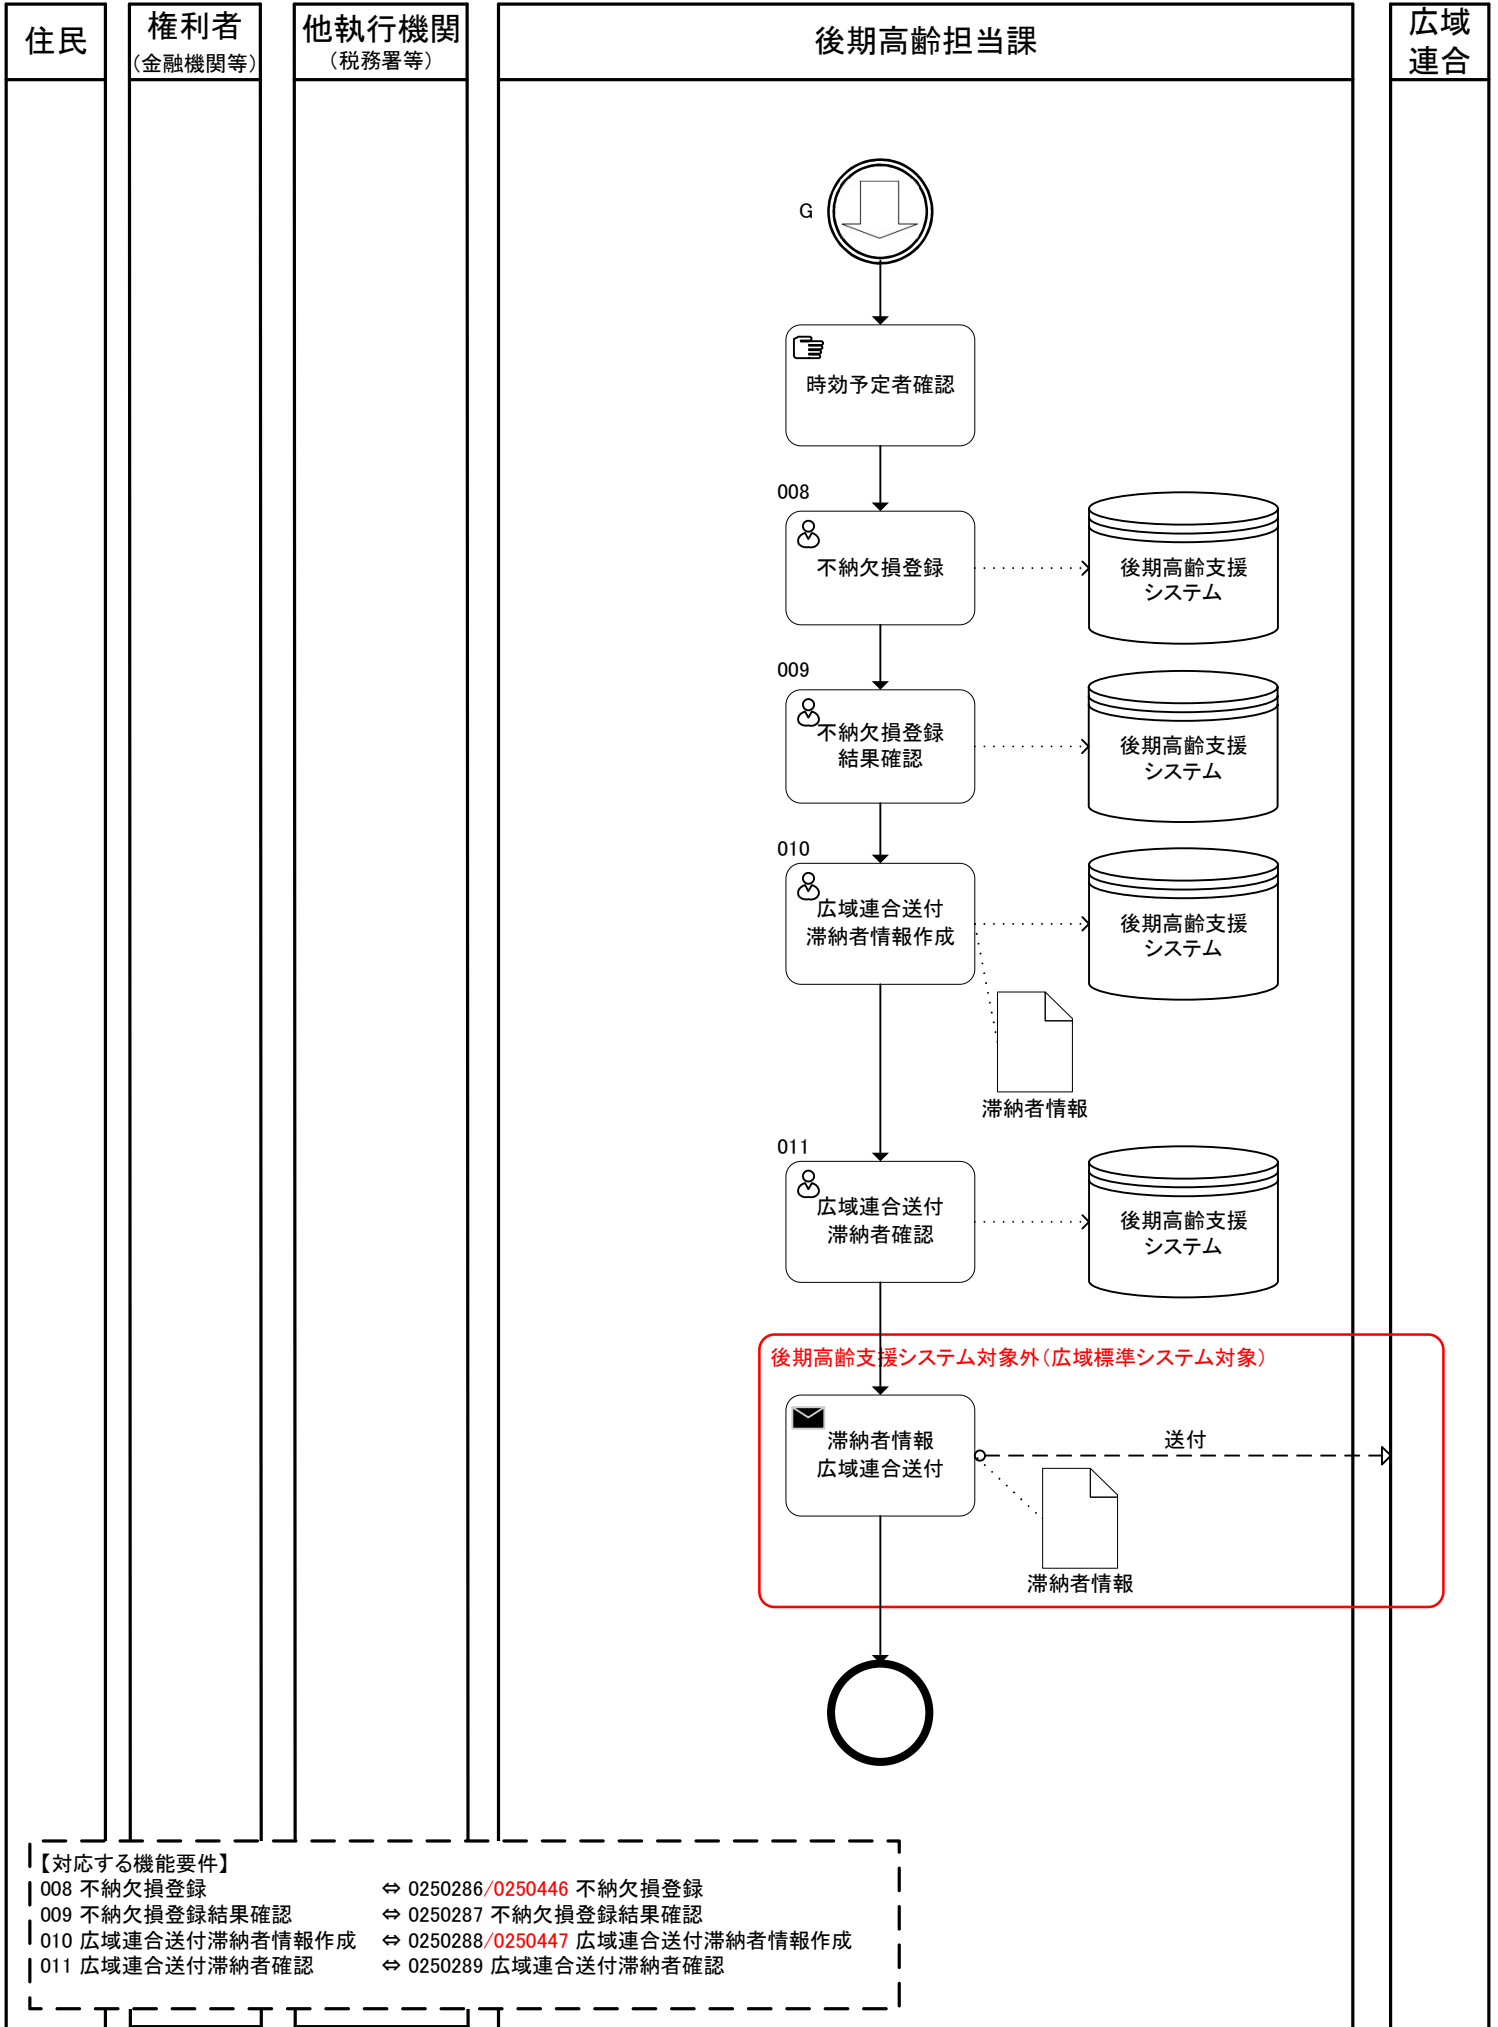 住民
権利者
（金融機関等）
他執行機関
（税務署等）
後期高齢担当課
広域
連合
G
時効予定者確認
008
不納欠損登録
後期高齢支援
システム
009
不納欠損登録
結果確認
後期高齢支援
システム
010
広域連合送付
滞納者情報作成
後期高齢支援
システム
滞納者情報
011
広域連合送付
滞納者確認
後期高齢支援
システム
後期高齢支援システム対象外（広域標準システム対象）
滞納者情報
広域連合送付
送付
滞納者情報
【対応する機能要件】
008 不納欠損登録 ⇔ 0250286/0250446 不納欠損登録
009 不納欠損登録結果確認 ⇔ 0250287 不納欠損登録結果確認
010 広域連合送付滞納者情報作成 ⇔ 0250288/0250447 広域連合送付滞納者情報作成
011 広域連合送付滞納者確認 ⇔ 0250289 広域連合送付滞納者確認